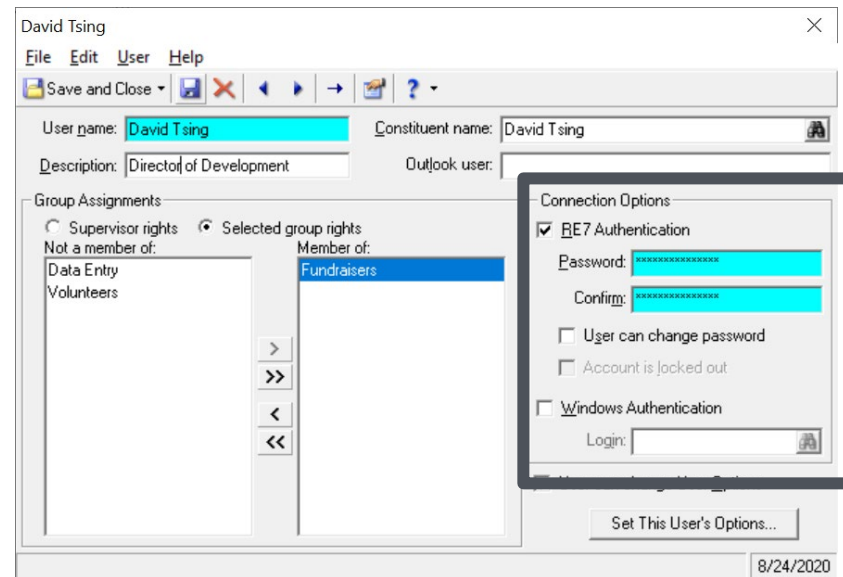 David Tsing
File Edit User Help
Save and Close ?
User name: David Tsing Constituent name: David Tsing
Description: Director of Development Outlook user:
Group Assignments
Supervisor rights Selected group rights
Not a member of: Member of:
Data Entry Fundraisers
Volunteers
>
>>
<
<<
Connection Options
RE7 Authentication
Password: ***************
Confirm: ***************
User can change password
Account is locked out
Windows Authentication
Login:
Set This User's Options...
8/24/2020